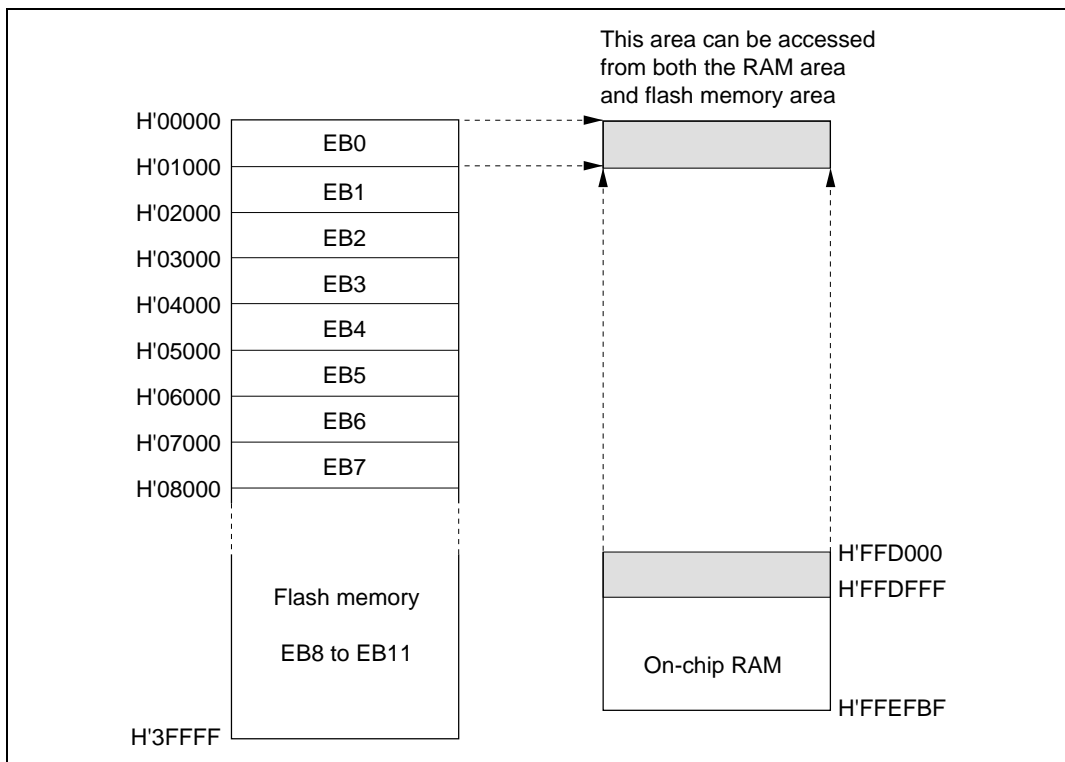 This area can be accessed
from both the RAM area
and flash memory area
H'00000
EB0
H'01000
EB1
H'02000
EB2
H'03000
EB3
H'04000
EB4
H'05000
EB5
H'06000
EB6
H'07000
EB7
H'08000
Flash memory
EB8 to EB11
H'3FFFF
H'FFD000
H'FFDFFF
On-chip RAM
H'FFEFBF